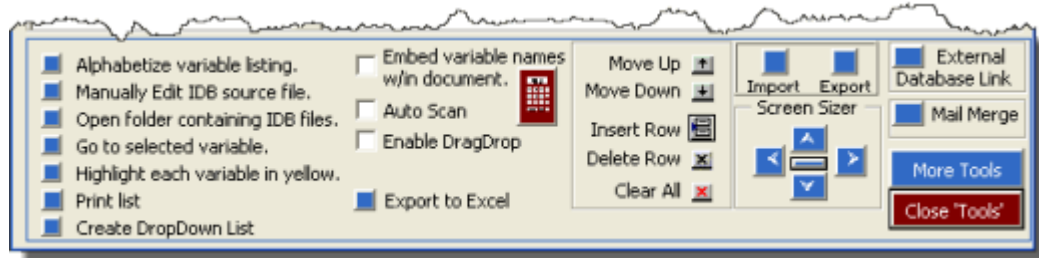 Alphabetize variable listing.
Manually Edit IDB source file.
Open folder containing IDB files.
Go to selected variable.
Highlight each variable in yellow.
Print list
Create DropDown List
Embed variable names
w/in document.
Auto Scan
Enable DragDrop
Export to Excel
Move Up
Move Down
Insert Row
Delete Row
Clear All
Import Export
Screen Sizer
External
Database Link
Mail Merge
More Tools
Close 'Tools'